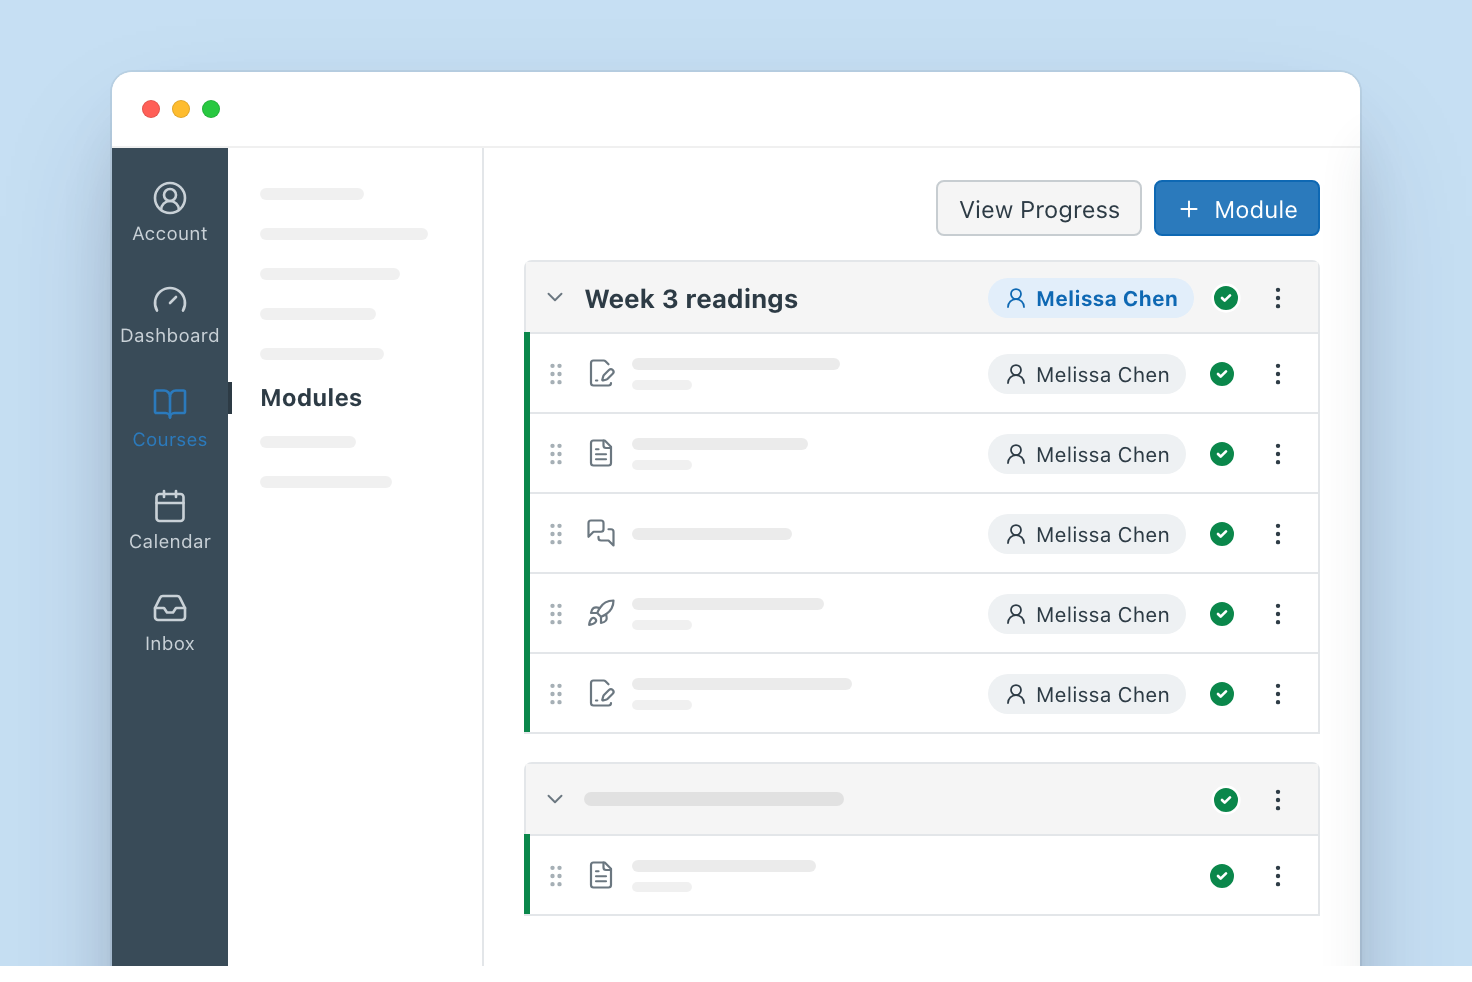 Account
Dashboard
Courses
Calendar
Inbox
Modules
View Progress
+ Module
Week 3 readings
Melissa Chen
Melissa Chen
Melissa Chen
Melissa Chen
Melissa Chen
Melissa Chen